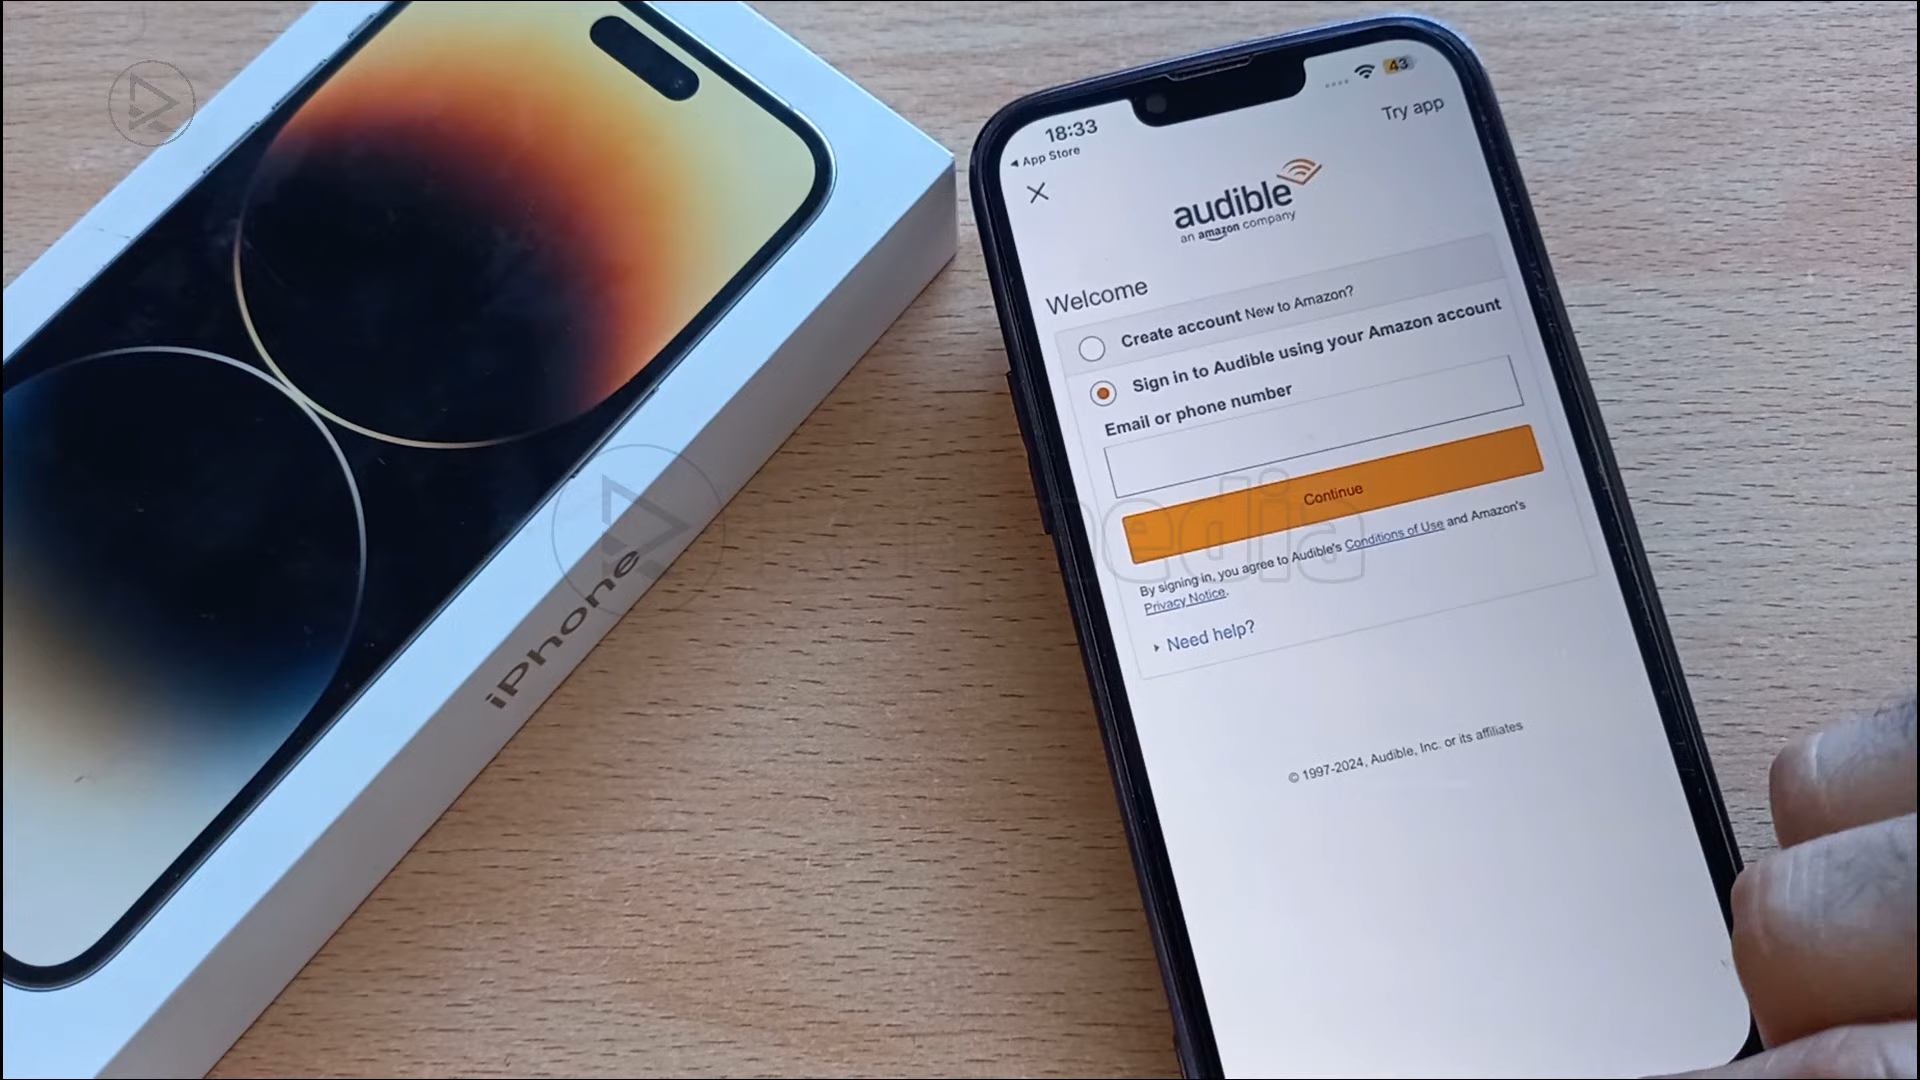 iPhone
18:33
43
App Store
Try app
audible
an amazon company
Welcome
Create account New to Amazon?
Sign in to Audible using your Amazon account
Email or phone number
Continue
By signing in, you agree to Audible's Conditions of Use and Amazon's
Privacy Notice.
Need help?
© 1997-2024, Audible, Inc. or its affiliates